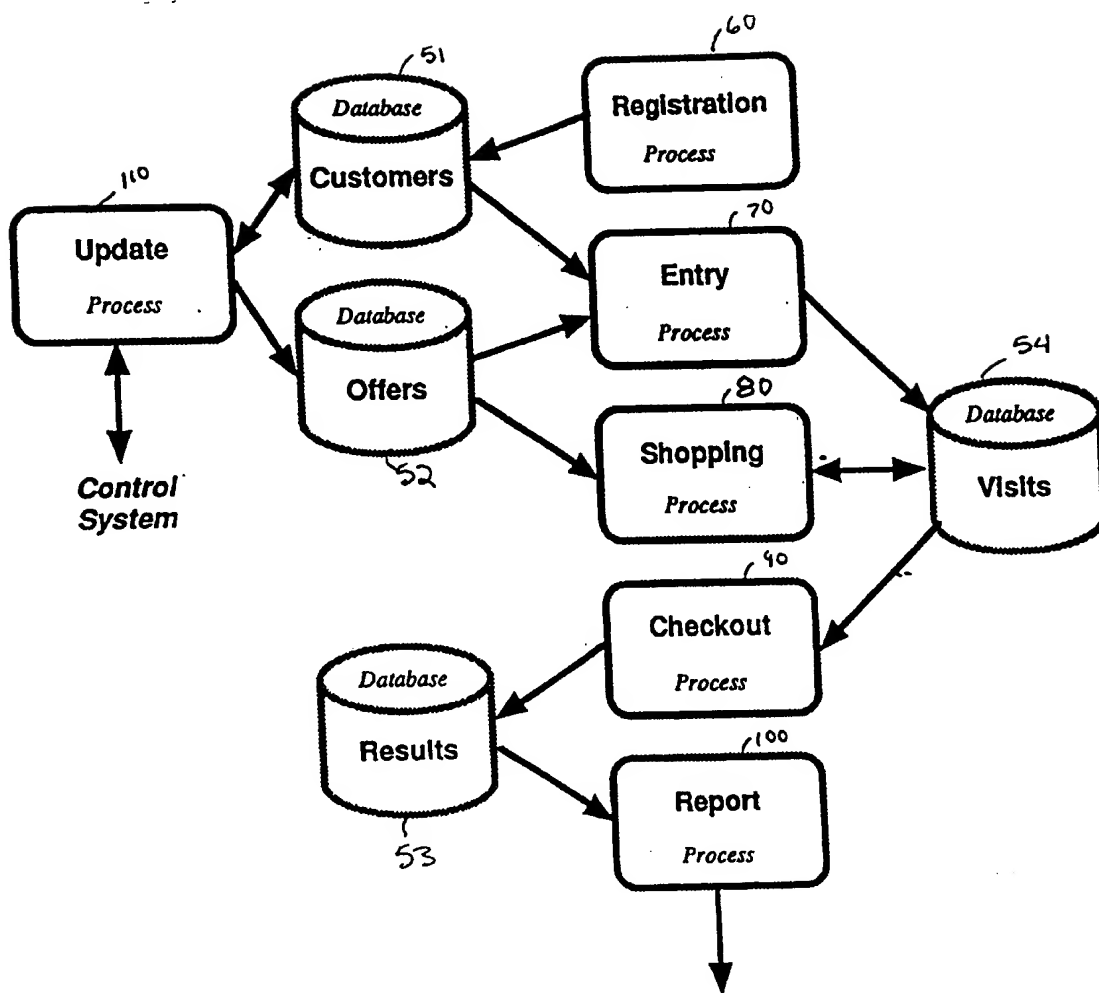 60
51
Database
Customers
Registration
Process
110
Update
Process
70
Entry
Process
Database
Offers
52
54
Database
Visits
80
Shopping
Process
Control
System
90
Checkout
Process
Database
Results
53
100
Report
Process